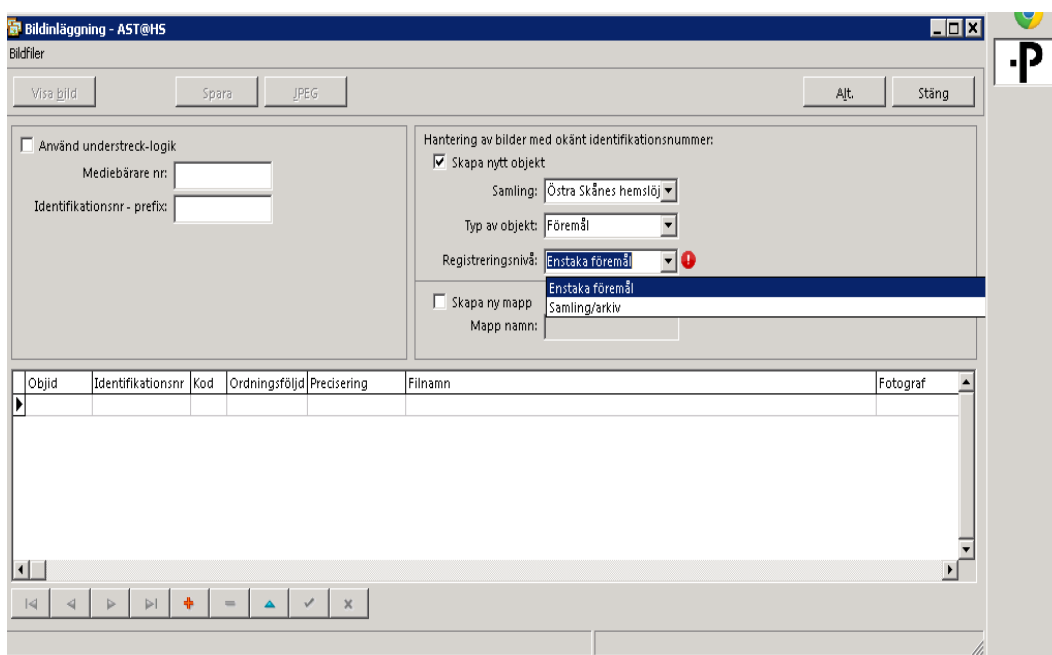 Bildinläggning - AST@HS
Bildfiler
Visa bild
Spara
JPEG
Alt.
Stäng
Använd understreck-logik
Mediebärare nr:
Identifikationsnr - prefix:
Hantering av bilder med okänt identifikationsnummer:
Skapa nytt objekt
Samling: Östra Skånes hemslöj
Typ av objekt: Föremål
Registreringsnivå: Enstaka föremål
Enstaka föremål
Samling/arkiv
Skapa ny mapp
Mapp namn:
Objid Identifikationsnr Kod Ordningsföljd Precisering Filnamn Fotograf
·P